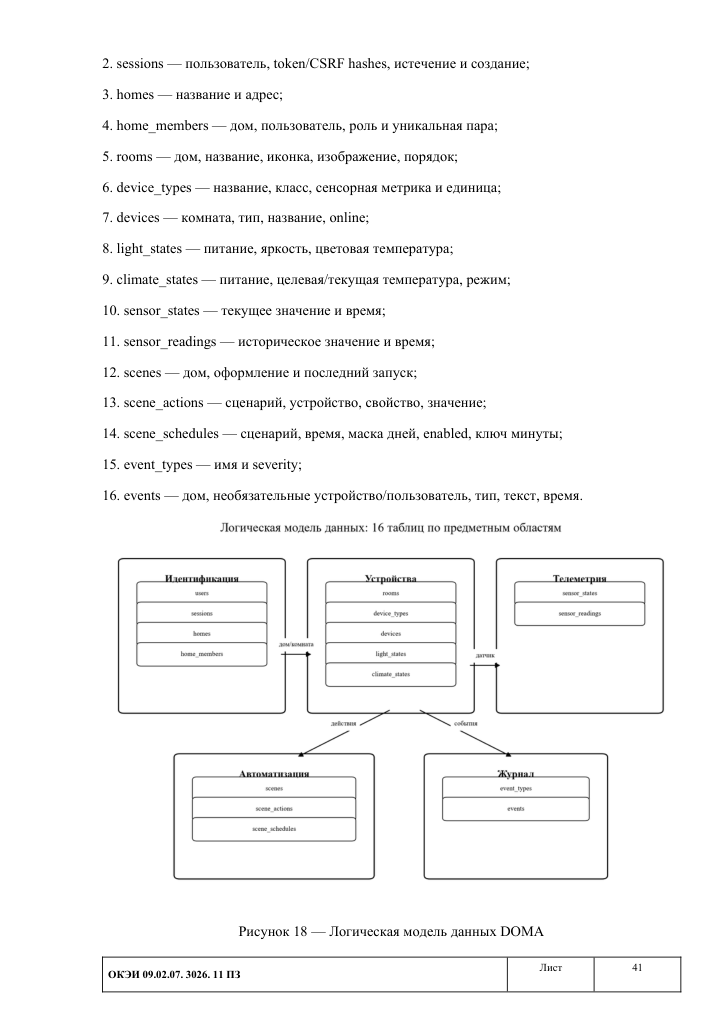 2. sessions — пользователь, token/CSRF hashes, истечение и создание;
3. homes — название и адрес;
4. home_members — дом, пользователь, роль и уникальная пара;
5. rooms — дом, название, иконка, изображение, порядок;
6. device_types — название, класс, сенсорная метрика и единица;
7. devices — комната, тип, название, online;
8. light_states — питание, яркость, цветовая температура;
9. climate_states — питание, целевая/текущая температура, режим;
10. sensor_states — текущее значение и время;
11. sensor_readings — историческое значение и время;
12. scenes — дом, оформление и последний запуск;
13. scene_actions — сценарий, устройство, свойство, значение;
14. scene_schedules — сценарий, время, маска дней, enabled, ключ минуты;
15. event_types — имя и severity;
16. events — дом, необязательные устройство/пользователь, тип, текст, время.
Логическая модель данных: 16 таблиц по предметным областям
Идентификация
users
sessions
homes
home_members
дом/комната
Устройства
rooms
device_types
devices
light_states
climate_states
датчик
Телеметрия
sensor_states
sensor_readings
действия
события
Автоматизация
scenes
scene_actions
scene_schedules
Журнал
event_types
events
Рисунок 18 — Логическая модель данных DOMA
ОКЭИ 09.02.07. 3026. 11 ПЗ
Лист
41